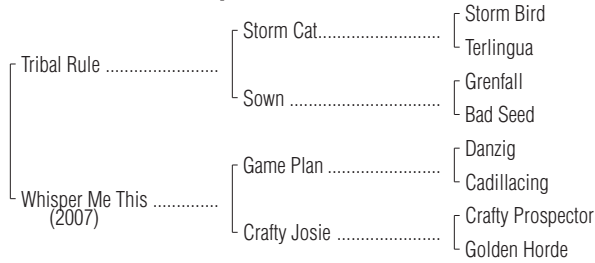 Storm Bird
Storm Cat..............................
Terlingua
Tribal Rule .......................
Grenfall
Sown .....................................
Bad Seed
Danzig
Game Plan ............................
Cadillacing
Whisper Me This ..............
(2007)
Crafty Prospector
Crafty Josie ..........................
Golden Horde